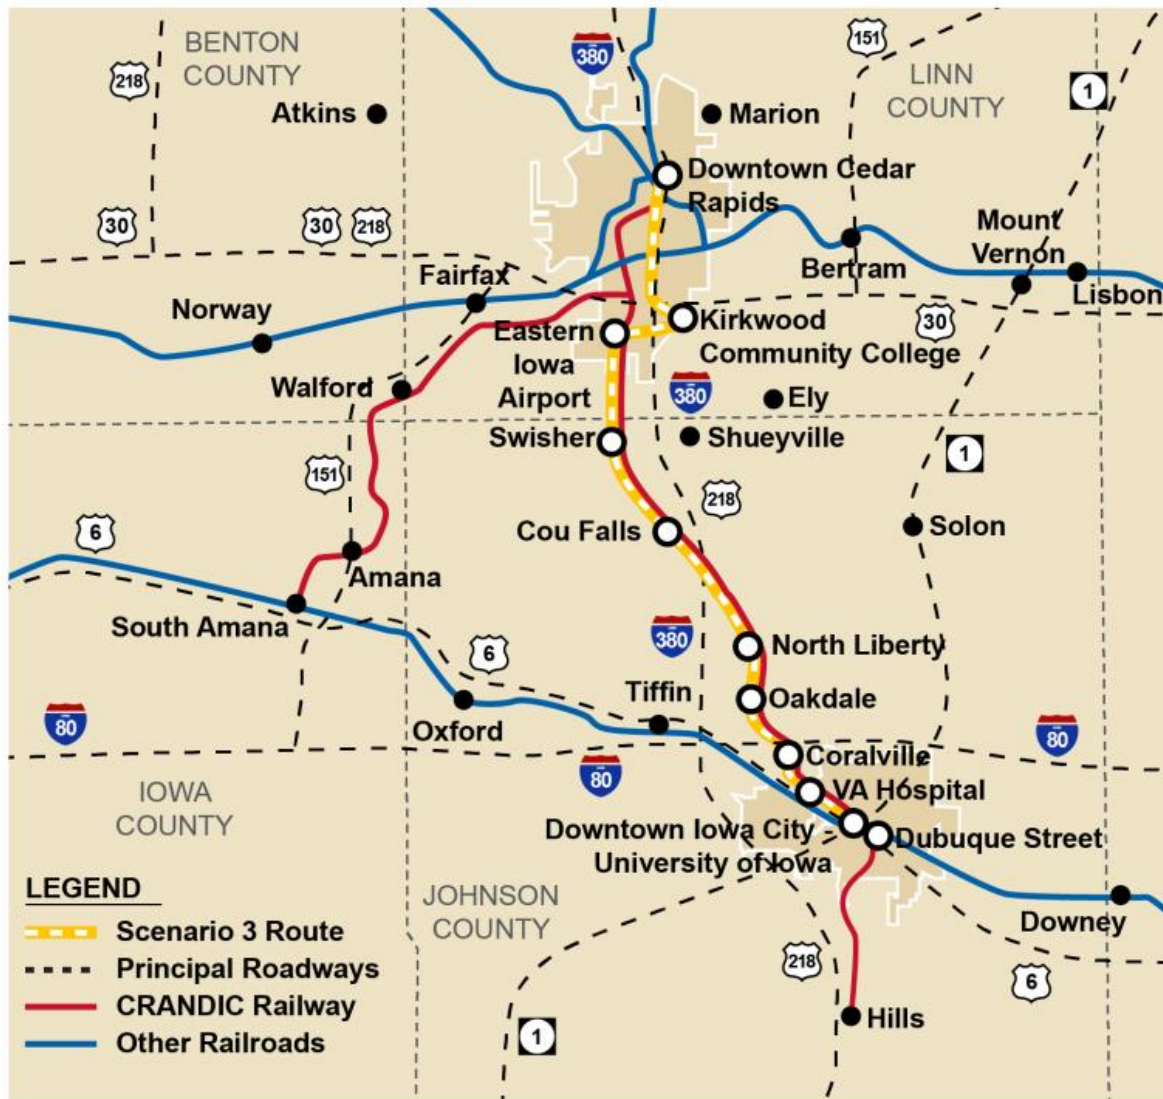 BENTON
COUNTY
218
380
151
LINN
COUNTY
1
Atkins
Marion
Downtown Cedar
Rapids
30
30
218
Mount
Vernon
Fairfax
Bertram
Lisbon
Norway
Kirkwood
Community College
30
Eastern
Iowa
Airport
Walford
380
Ely
Swisher
Shueyville
1
151
218
6
Cou Falls
Solon
Amana
South Amana
380
North Liberty
6
Tiffin
Oakdale
80
Oxford
80
Coralville
80
IOWA
COUNTY
VA Hospital
Downtown Iowa City -
University of Iowa
Dubuque Street
LEGEND
JOHNSON
COUNTY
Downey
Scenario 3 Route
Principal Roadways
218
6
CRANDIC Railway
Hills
Other Railroads
1